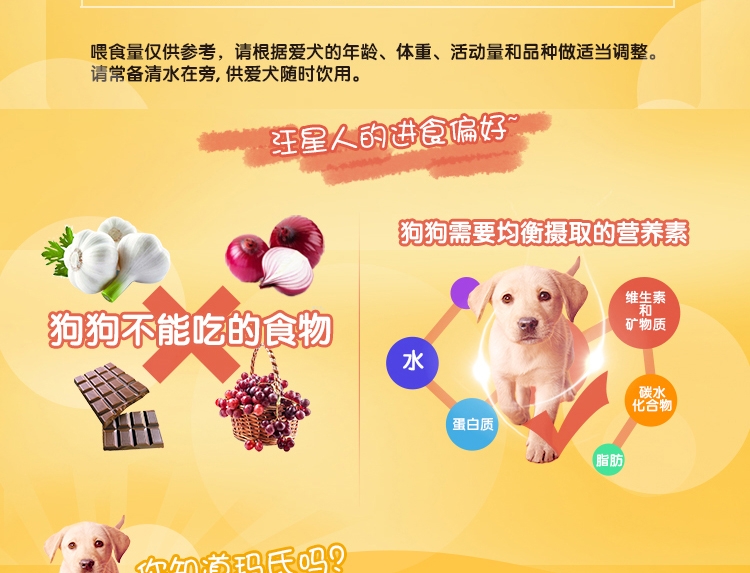 喂食量仅供参考，请根据爱犬的年龄、体重、活动量和品种做适当调整。
请常备清水在旁，供爱犬随时饮用。
汪星人的进食偏好~
狗狗不能吃的食物
狗狗需要均衡摄取的营养素
维生素
和
矿物质
水
碳水
化合物
蛋白质
脂肪
你知道玛氏吗？